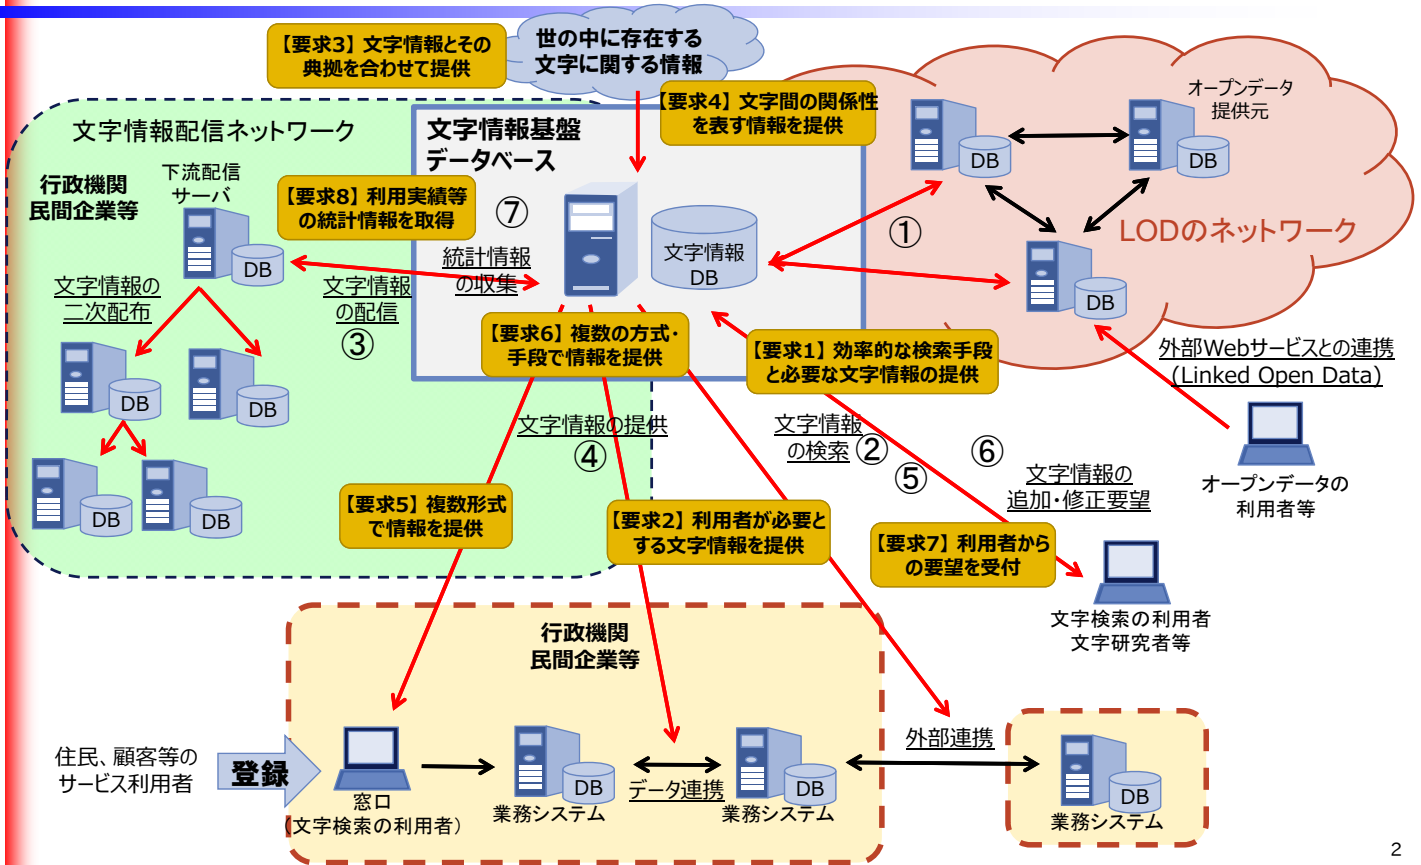 【要求3】 文字情報とその
典拠を合わせて提供
世の中に存在する
文字に関する情報
【要求4】 文字間の関係性
を表す情報を提供
オープンデータ
提供元
DB
DB
LODのネットワーク
①
DB
文字情報配信ネットワーク
行政機関
民間企業等
下流配信
サーバ
DB
文字情報基盤
データベース
【要求8】 利用実績等
の統計情報を取得
⑦
統計情報
の収集
文字情報
DB
文字情報の
二次配布
文字情報
の配信
③
DB
DB
DB
DB
【要求6】 複数の方式・
手段で情報を提供
【要求1】 効率的な検索手段
と必要な文字情報の提供
外部Webサービスとの連携
(Linked Open Data)
オープンデータの
利用者等
文字情報の提供
④
文字情報
の検索
②
⑤
⑥
文字情報の
追加・修正要望
【要求5】 複数形式
で情報を提供
【要求2】 利用者が必要と
する文字情報を提供
【要求7】 利用者から
の要望を受付
文字検索の利用者
文字研究者等
行政機関
民間企業等
住民、顧客等の
サービス利用者
登録
窓口
(文字検索の利用者)
DB
業務システム
データ連携
DB
業務システム
外部連携
DB
業務システム
2